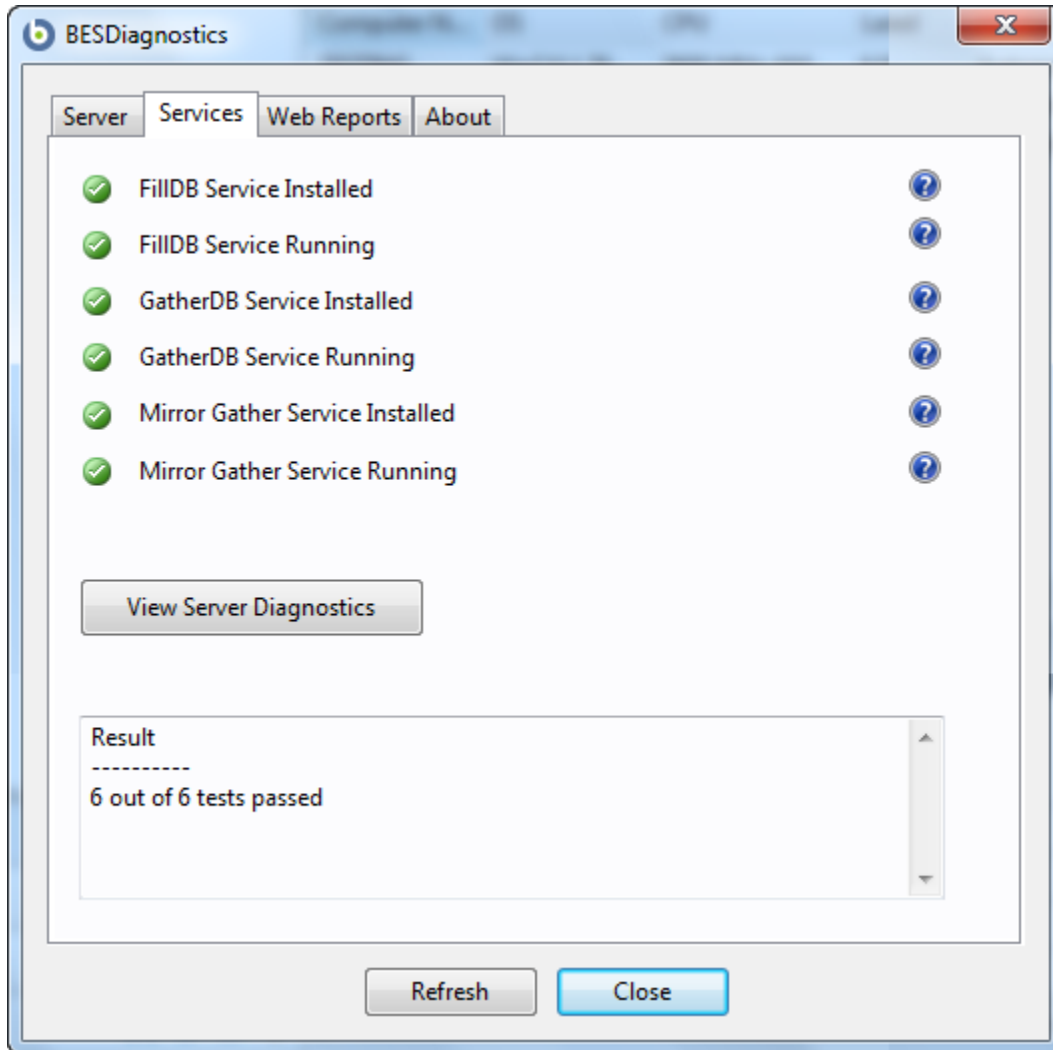 BESDiagnostics
Server Services Web Reports About
FillDB Service Installed
FillDB Service Running
GatherDB Service Installed
GatherDB Service Running
Mirror Gather Service Installed
Mirror Gather Service Running
View Server Diagnostics
Result
----------
6 out of 6 tests passed
Refresh Close